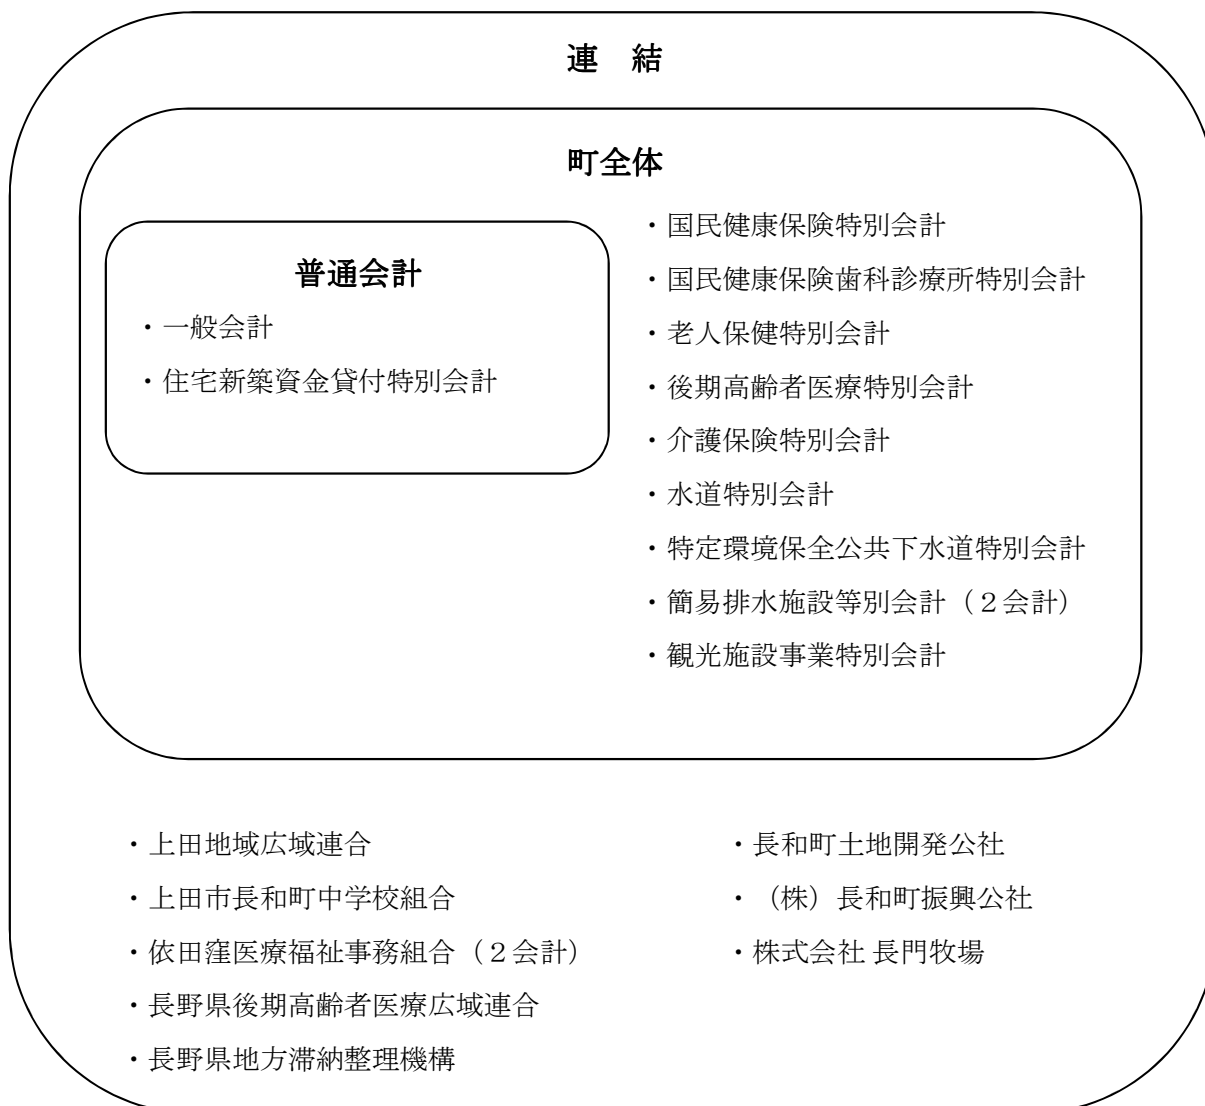 連　結
町全体
普通会計
・一般会計
・住宅新築資金貸付特別会計
・国民健康保険特別会計
・国民健康保険歯科診療所特別会計
・老人保健特別会計
・後期高齢者医療特別会計
・介護保険特別会計
・水道特別会計
・特定環境保全公共下水道特別会計
・簡易排水施設等別会計（２会計）
・観光施設事業特別会計
・上田地域広域連合
・上田市長和町中学校組合
・依田窪医療福祉事務組合（２会計）
・長野県後期高齢者医療広域連合
・長野県地方滞納整理機構
・長和町土地開発公社
・（株）長和町振興公社
・株式会社 長門牧場